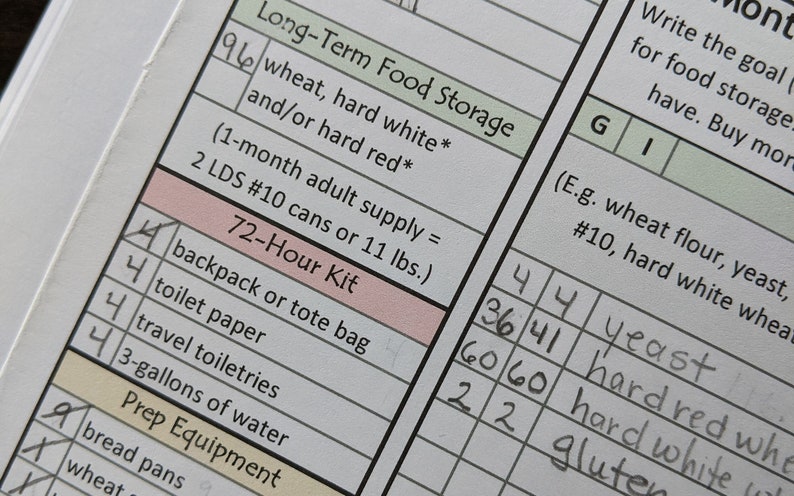 Long-Term Food Storage
96 wheat, hard white*
and/or hard red*
(1-month adult supply =
2 LDS #10 cans or 11 lbs.)
72-Hour Kit
4 backpack or tote bag 4
4 toilet paper
4 travel toiletries
4 3-gallons of water
Prep Equipment
9 bread pans 9
1 wheat
1
Write the goal (
for food storage.
have. Buy mor
G I
(E.g. wheat flour, yeast,
#10, hard white whea
4 4 yeast
36 41 hard red whe
60 60 hard white
2 2 gluten